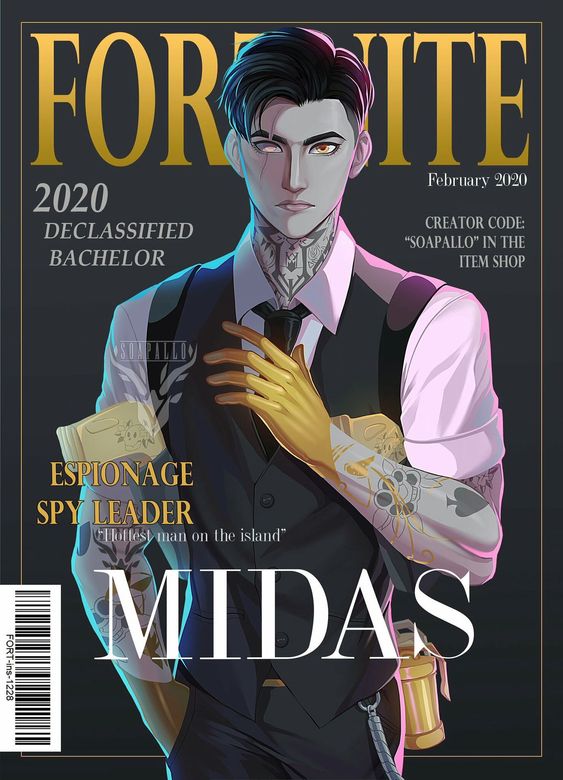 FORTNITE
February 2020
2020
DECLASSIFIED
BACHELOR
CREATOR CODE:
“SOAPALLO” IN THE
ITEM SHOP
SOAPALLO
ESPIONAGE
SPY LEADER
“Hottest man on the island”
MIDAS
FORT-ins-1228